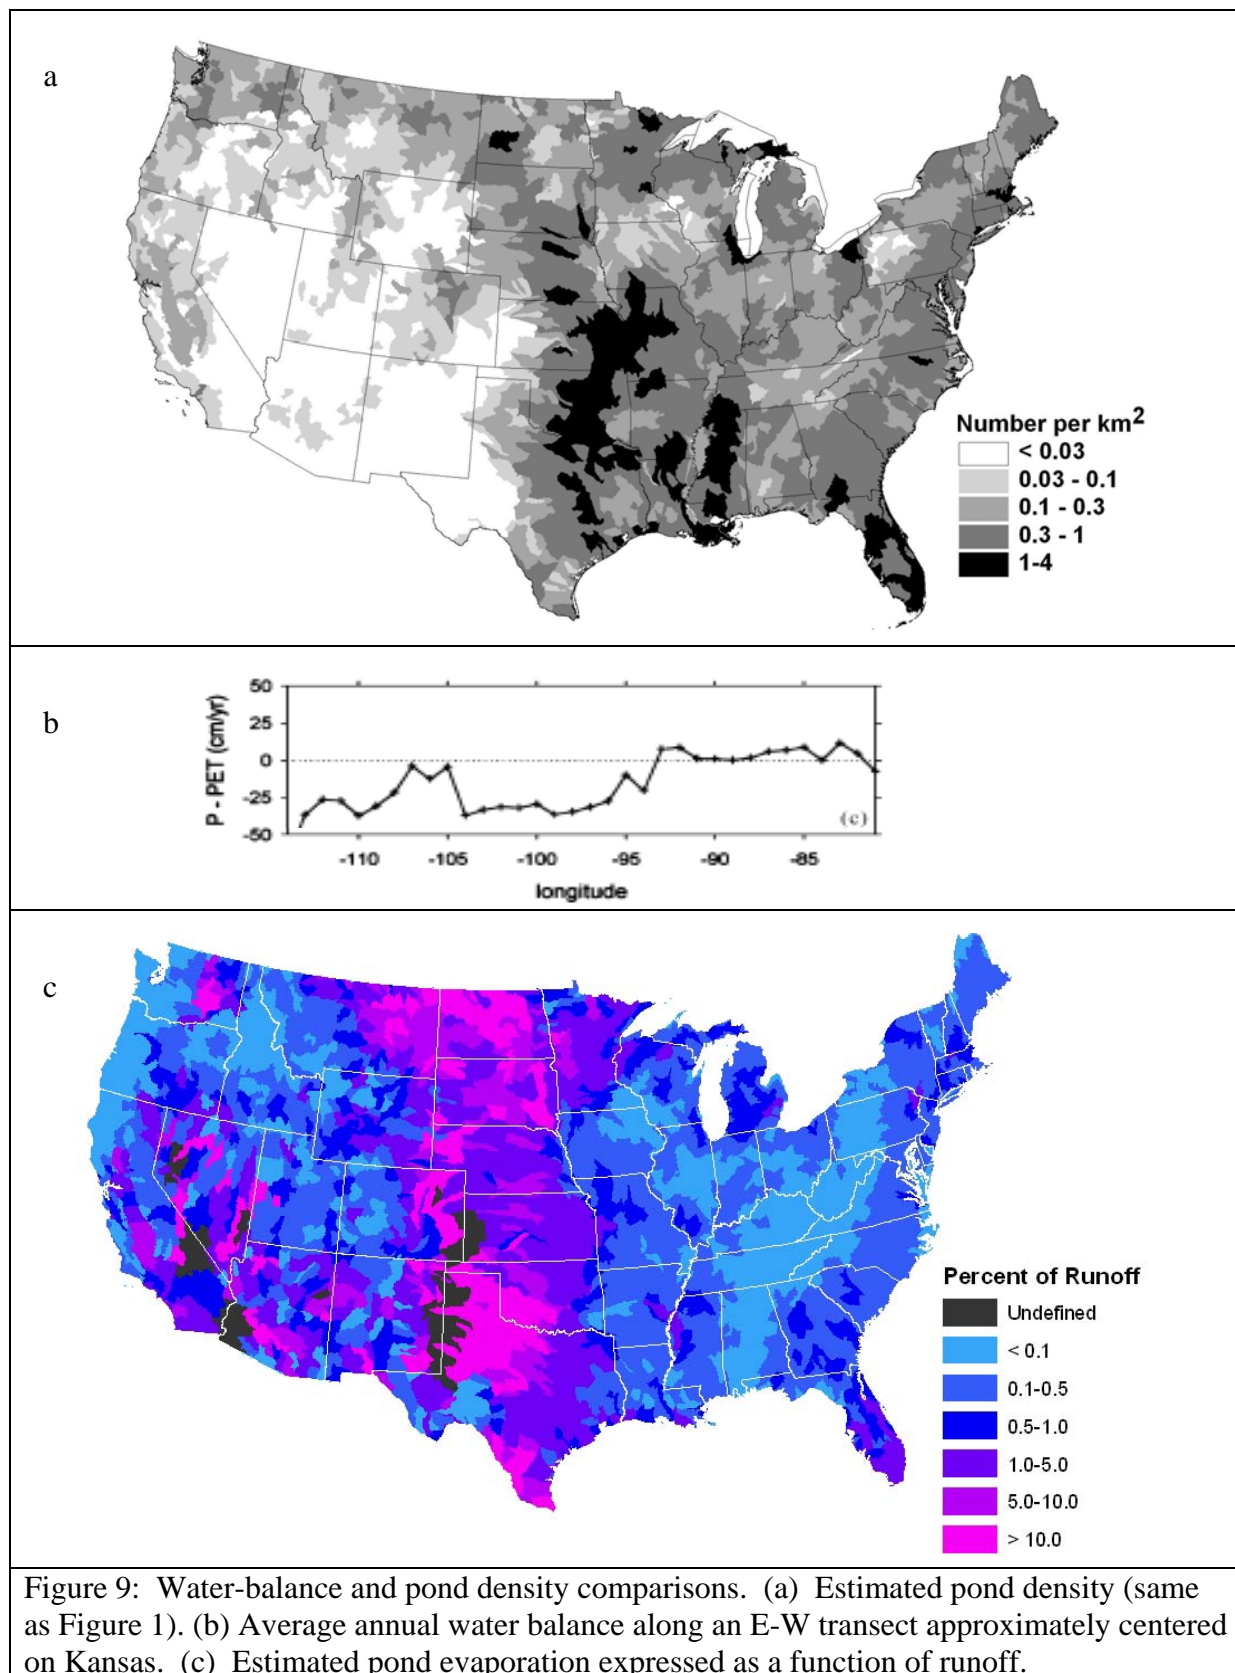 a
Number per km2
< 0.03
0.03 - 0.1
0.1 - 0.3
0.3 - 1
1-4
b
P - PET (cm/yr)
50
25
0
-25
-50
(c)
-110 -105 -100 -95 -90 -85
longitude
c
Percent of Runoff
Undefined
< 0.1
0.1-0.5
0.5-1.0
1.0-5.0
5.0-10.0
> 10.0
Figure 9: Water-balance and pond density comparisons. (a) Estimated pond density (same
as Figure 1). (b) Average annual water balance along an E-W transect approximately centered
on Kansas. (c) Estimated pond evaporation expressed as a function of runoff.